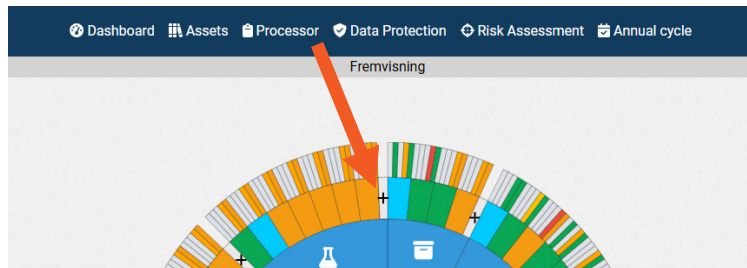 Dashboard Assets Processor Data Protection Risk Assessment Annual cycle
Fremvisning
+
+
+